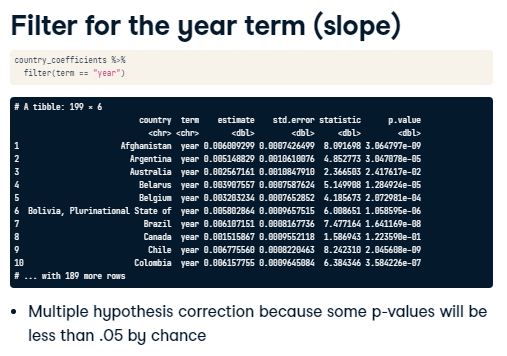 Filter for the year term (slope)
country_coefficients %>%
filter(term == "year")
# A tibble: 199 × 6
country term estimate std.error statistic p.value
<chr> <chr> <dbl> <dbl> <dbl> <dbl>
1 Afghanistan year 0.006009299 0.0007426499 8.091698 3.064797e-09
2 Argentina year 0.005148829 0.0010610076 4.852773 3.047078e-05
3 Australia year 0.002567161 0.0010847910 2.366503 2.417617e-02
4 Belarus year 0.003907557 0.0007587624 5.149908 1.284924e-05
5 Belgium year 0.003203234 0.0007652852 4.185673 2.072981e-04
6 Bolivia, Plurinational State of year 0.005802864 0.0009657515 6.008651 1.058595e-06
7 Brazil year 0.006107151 0.0008167736 7.477164 1.641169e-08
8 Canada year 0.001515867 0.0009552118 1.586943 1.223590e-01
9 Chile year 0.006775560 0.0008220463 8.242310 2.045608e-09
10 Colombia year 0.006157755 0.0009645084 6.384346 3.584226e-07
# ... with 189 more rows
• Multiple hypothesis correction because some p-values will be
less than .05 by chance